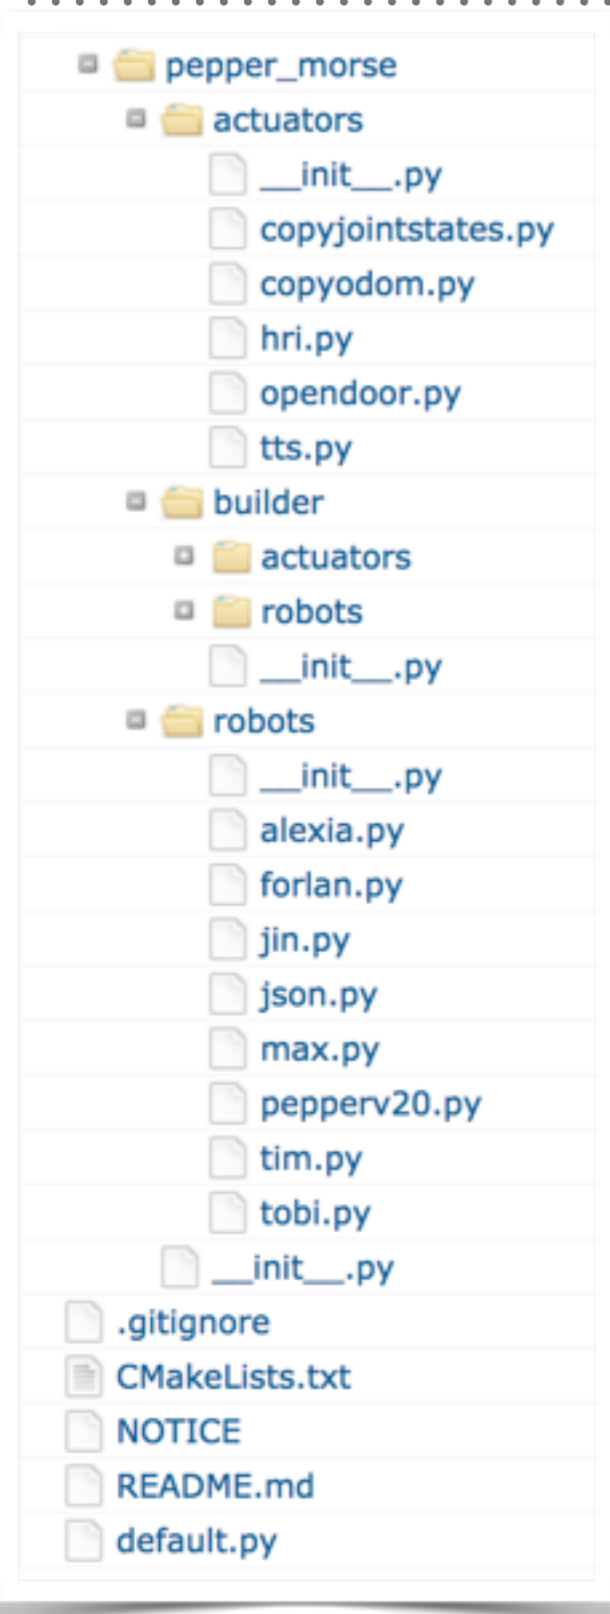 pepper_morse
actuators
__init__.py
copyjointstates.py
copyodom.py
hri.py
opendoor.py
tts.py
builder
actuators
robots
__init__.py
robots
__init__.py
alexia.py
forlan.py
jin.py
json.py
max.py
pepperv20.py
tim.py
tobi.py
__init__.py
.gitignore
CMakeLists.txt
NOTICE
README.md
default.py